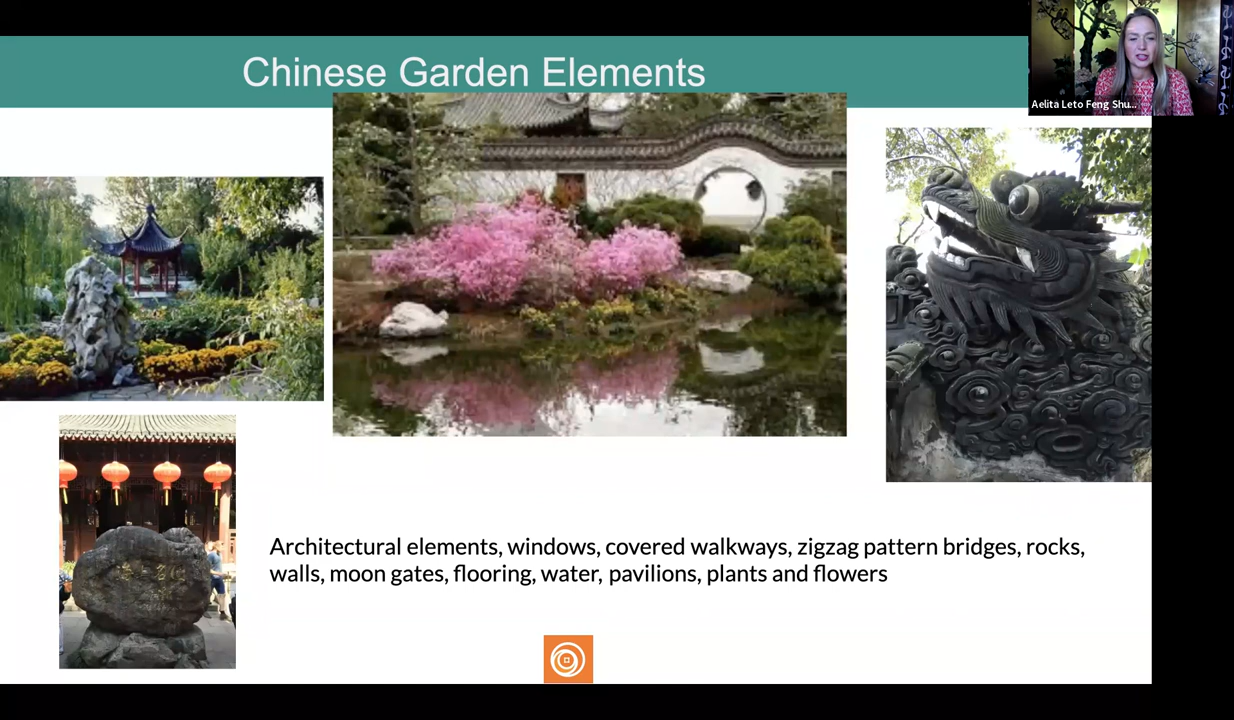 Chinese Garden Elements
Aelita Leto Feng Shu...
Architectural elements, windows, covered walkways, zigzag pattern bridges, rocks,
walls, moon gates, flooring, water, pavilions, plants and flowers